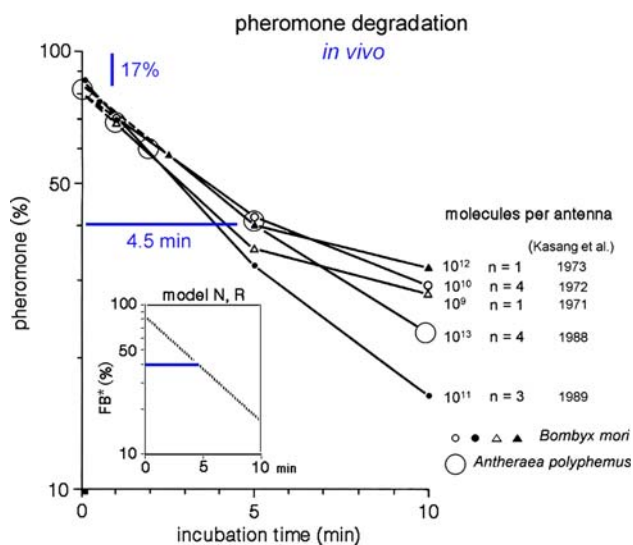 pheromone degradation
in vivo
100
17%
50
pheromone (%)
4.5 min
molecules per antenna
(Kasang et al.)
10¹² n = 1 1973
10¹⁰ n = 4 1972
10⁹ n = 1 1971
10¹³ n = 4 1988
10¹¹ n = 3 1989
Bombyx mori
Antheraea polyphemus
model N, R
100
40
FB* (%)
10
0 5 10 min
10
0 5 10
incubation time (min)